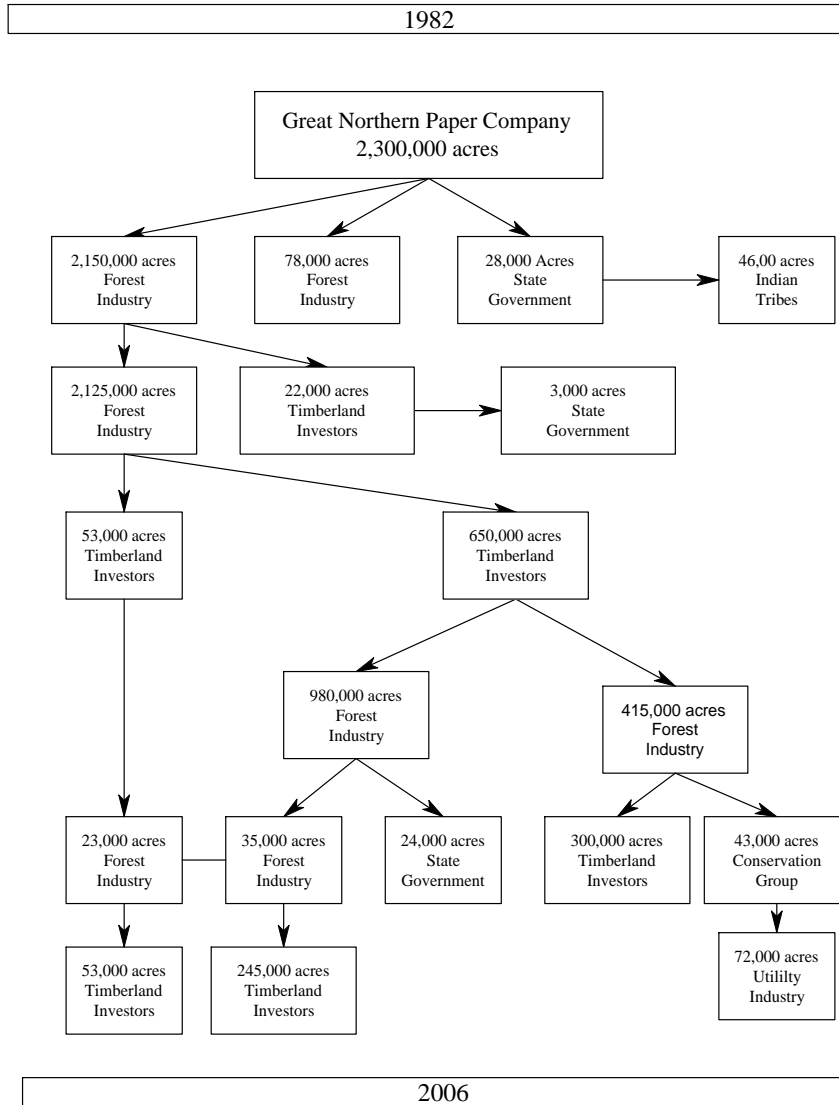 1982
Great Northern Paper Company
2,300,000 acres
2,150,000 acres
Forest
Industry
78,000 acres
Forest
Industry
28,000 Acres
State
Government
46,00 acres
Indian
Tribes
2,125,000 acres
Forest
Industry
22,000 acres
Timberland
Investors
3,000 acres
State
Government
53,000 acres
Timberland
Investors
650,000 acres
Timberland
Investors
980,000 acres
Forest
Industry
415,000 acres
Forest
Industry
23,000 acres
Forest
Industry
35,000 acres
Forest
Industry
24,000 acres
State
Government
300,000 acres
Timberland
Investors
43,000 acres
Conservation
Group
53,000 acres
Timberland
Investors
245,000 acres
Timberland
Investors
72,000 acres
Utililty
Industry
2006